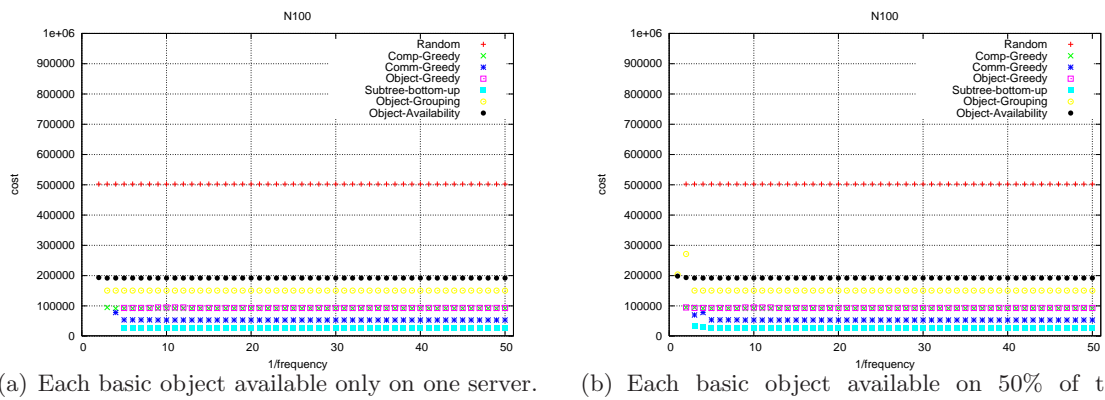 N100
1e+06
900000
800000
700000
600000
500000
400000
300000
200000
100000
0
cost
Random
Comp-Greedy
Comm-Greedy
Object-Greedy
Subtree-bottom-up
Object-Grouping
Object-Availability
0 10 20 30 40 50
1/frequency
(a) Each basic object available only on one server.
N100
1e+06
900000
800000
700000
600000
500000
400000
300000
200000
100000
0
cost
Random
Comp-Greedy
Comm-Greedy
Object-Greedy
Subtree-bottom-up
Object-Grouping
Object-Availability
0 10 20 30 40 50
1/frequency
(b) Each basic object available on 50% of t